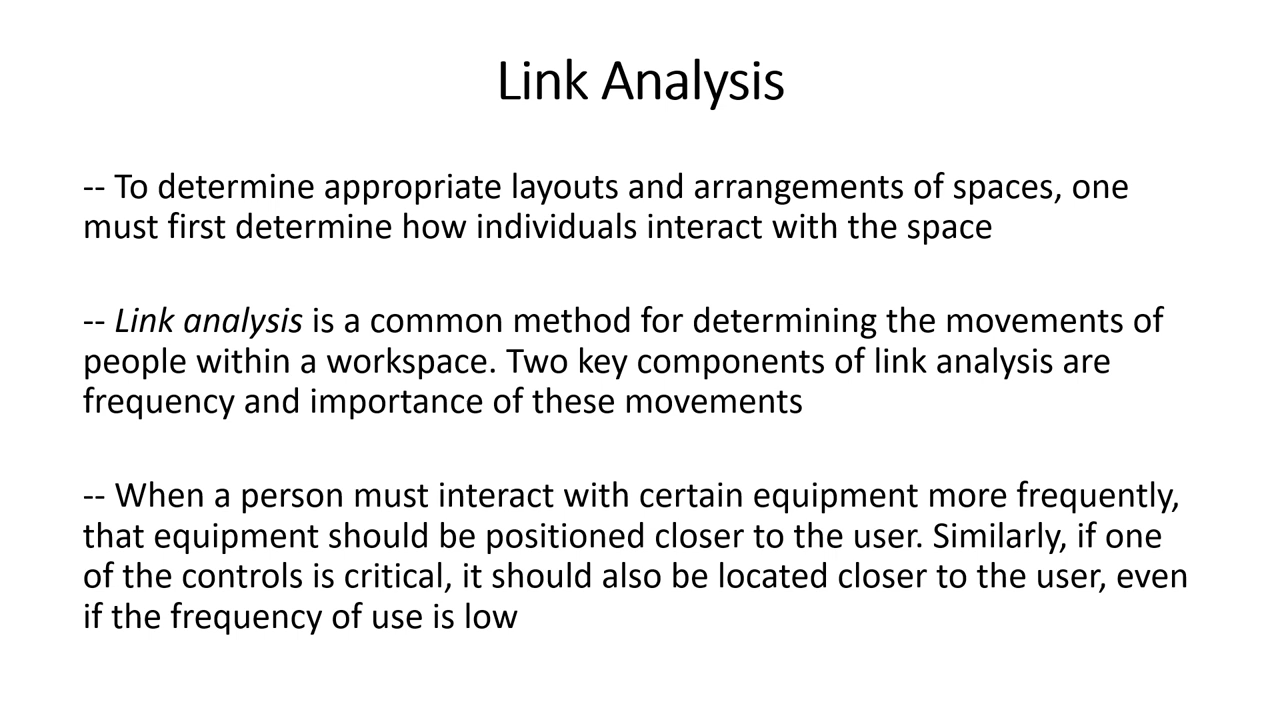 Link Analysis
-- To determine appropriate layouts and arrangements of spaces, one
must first determine how individuals interact with the space
-- Link analysis is a common method for determining the movements of
people within a workspace. Two key components of link analysis are
frequency and importance of these movements
-- When a person must interact with certain equipment more frequently,
that equipment should be positioned closer to the user. Similarly, if one
of the controls is critical, it should also be located closer to the user, even
if the frequency of use is low